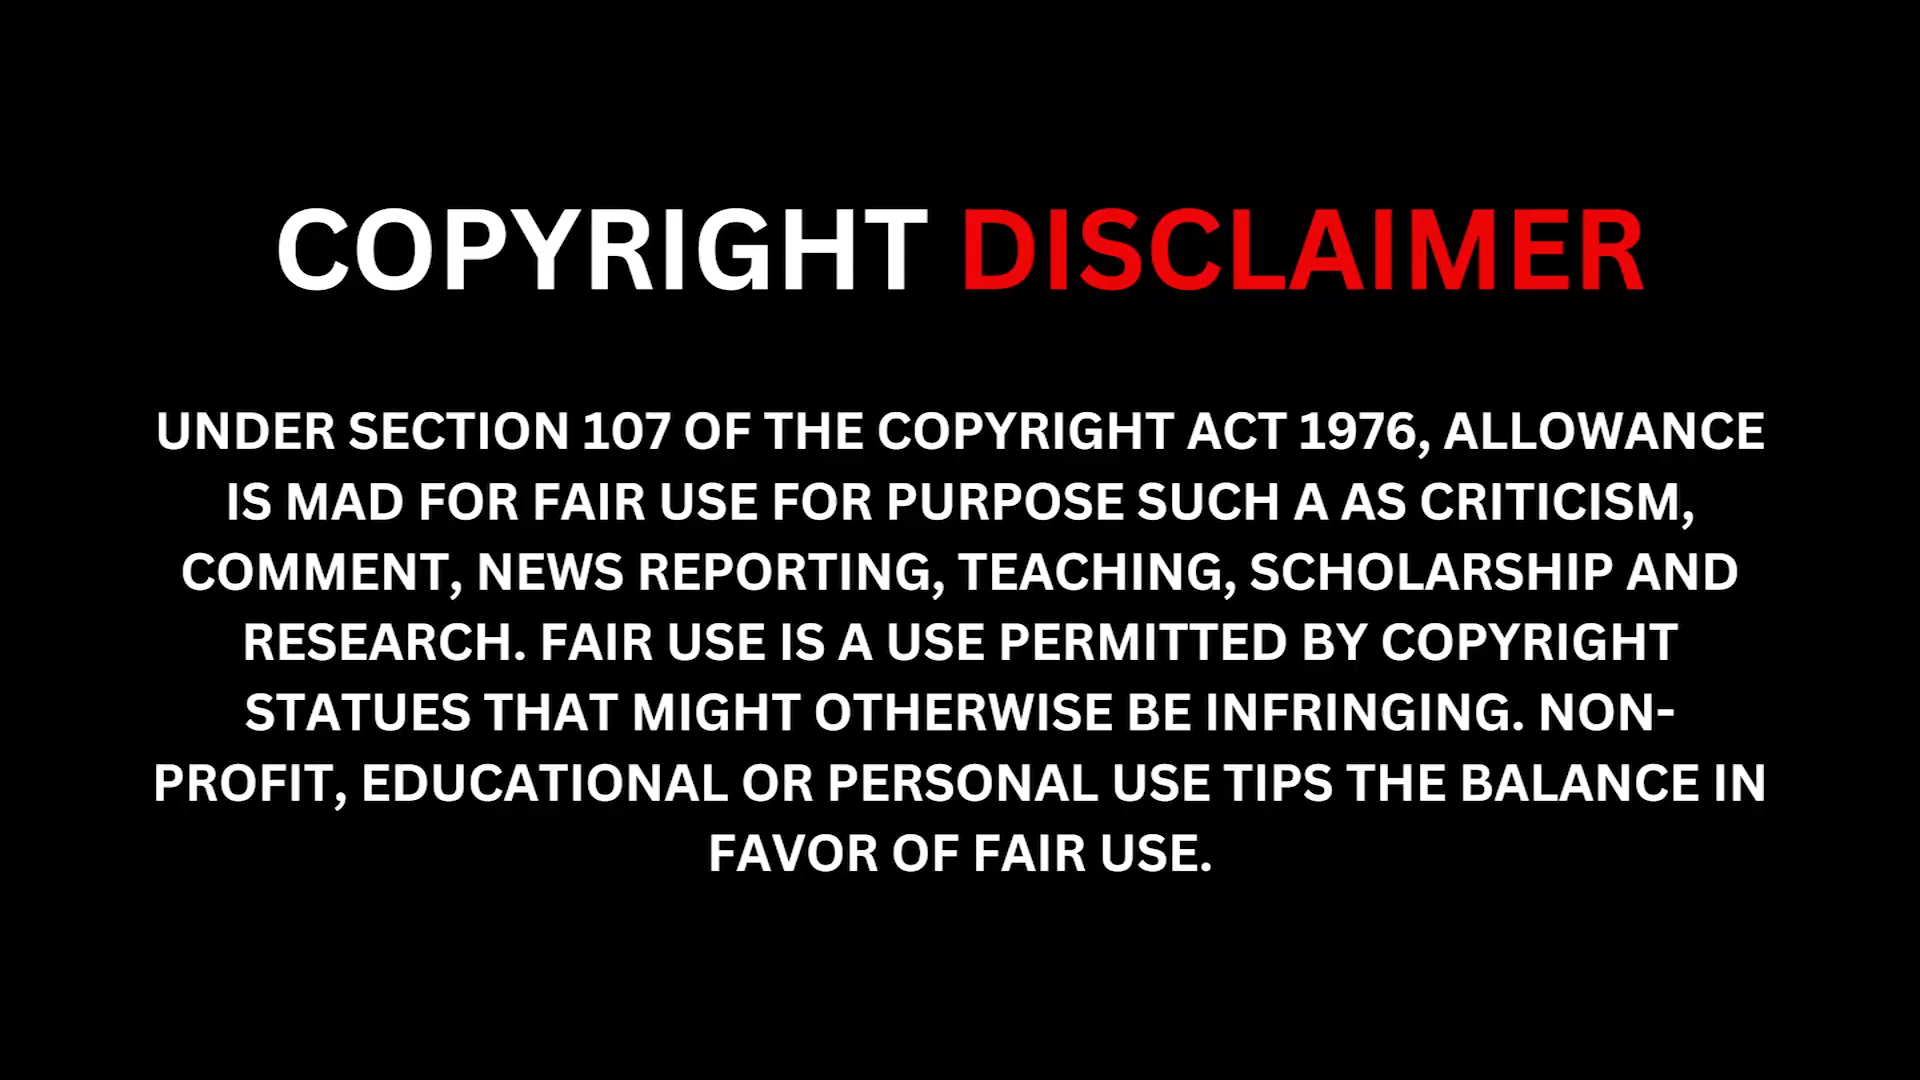 COPYRIGHT DISCLAIMER
UNDER SECTION 107 OF THE COPYRIGHT ACT 1976, ALLOWANCE
IS MAD FOR FAIR USE FOR PURPOSE SUCH A AS CRITICISM,
COMMENT, NEWS REPORTING, TEACHING, SCHOLARSHIP AND
RESEARCH. FAIR USE IS A USE PERMITTED BY COPYRIGHT
STATUES THAT MIGHT OTHERWISE BE INFRINGING. NON-
PROFIT, EDUCATIONAL OR PERSONAL USE TIPS THE BALANCE IN
FAVOR OF FAIR USE.